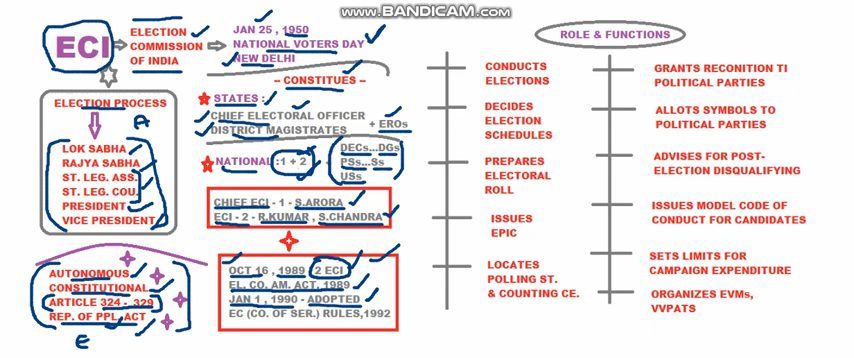 WWW.BANDICAM.COM
ECI
ELECTION
COMMISSION
OF INDIA
JAN 25 , 1950
NATIONAL VOTERS DAY
NEW DELHI
-- CONSTITUES --
STATES :
CHIEF ELECTORAL OFFICER
DISTRICT MAGISTRATES
+ EROs
NATIONAL :1 + 2
DECs...DGs
PSs...Ss
USs
CHIEF ECI - 1 - S.ARORA
ECI - 2 - R.KUMAR , S.CHANDRA
OCT 16 , 1989 2 ECI
EL. CO. AM. ACT, 1989
JAN 1 , 1990 - ADOPTED
EC (CO. OF SER.) RULES,1992
ELECTION PROCESS
A
LOK SABHA
RAJYA SABHA
ST. LEG. ASS.
ST. LEG. COU.
PRESIDENT
VICE PRESIDENT
AUTONOMOUS
CONSTITUTIONAL
ARTICLE 324 - 329
REP. OF PPL. ACT
E
ROLE & FUNCTIONS
CONDUCTS
ELECTIONS
DECIDES
ELECTION
SCHEDULES
PREPARES
ELECTORAL
ROLL
ISSUES
EPIC
LOCATES
POLLING ST.
& COUNTING CE.
GRANTS RECONITION TI
POLITICAL PARTIES
ALLOTS SYMBOLS TO
POLITICAL PARTIES
ADVISES FOR POST-
ELECTION DISQUALIFYING
ISSUES MODEL CODE OF
CONDUCT FOR CANDIDATES
SETS LIMITS FOR
CAMPAIGN EXPENDITURE
ORGANIZES EVMs,
VVPATS